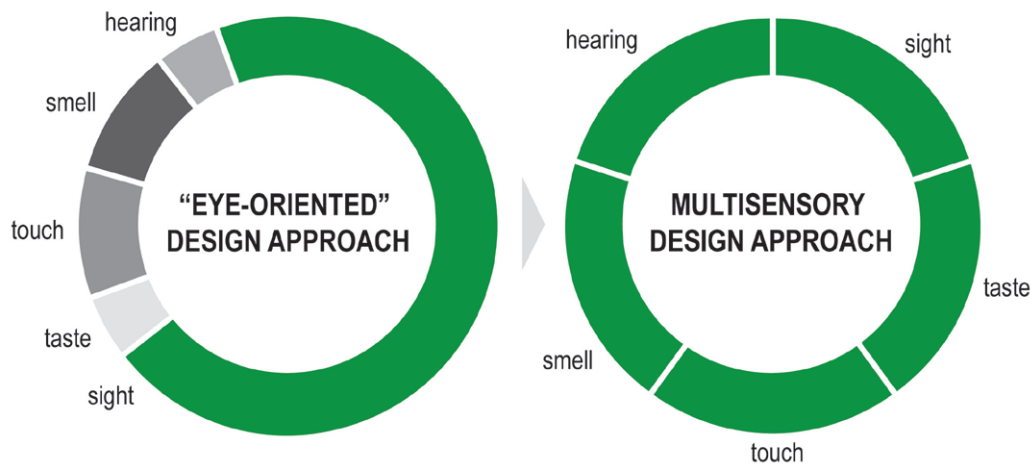 hearing
smell
touch
taste
sight
“EYE-ORIENTED”
DESIGN APPROACH
hearing
sight
taste
touch
smell
MULTISENSORY
DESIGN APPROACH